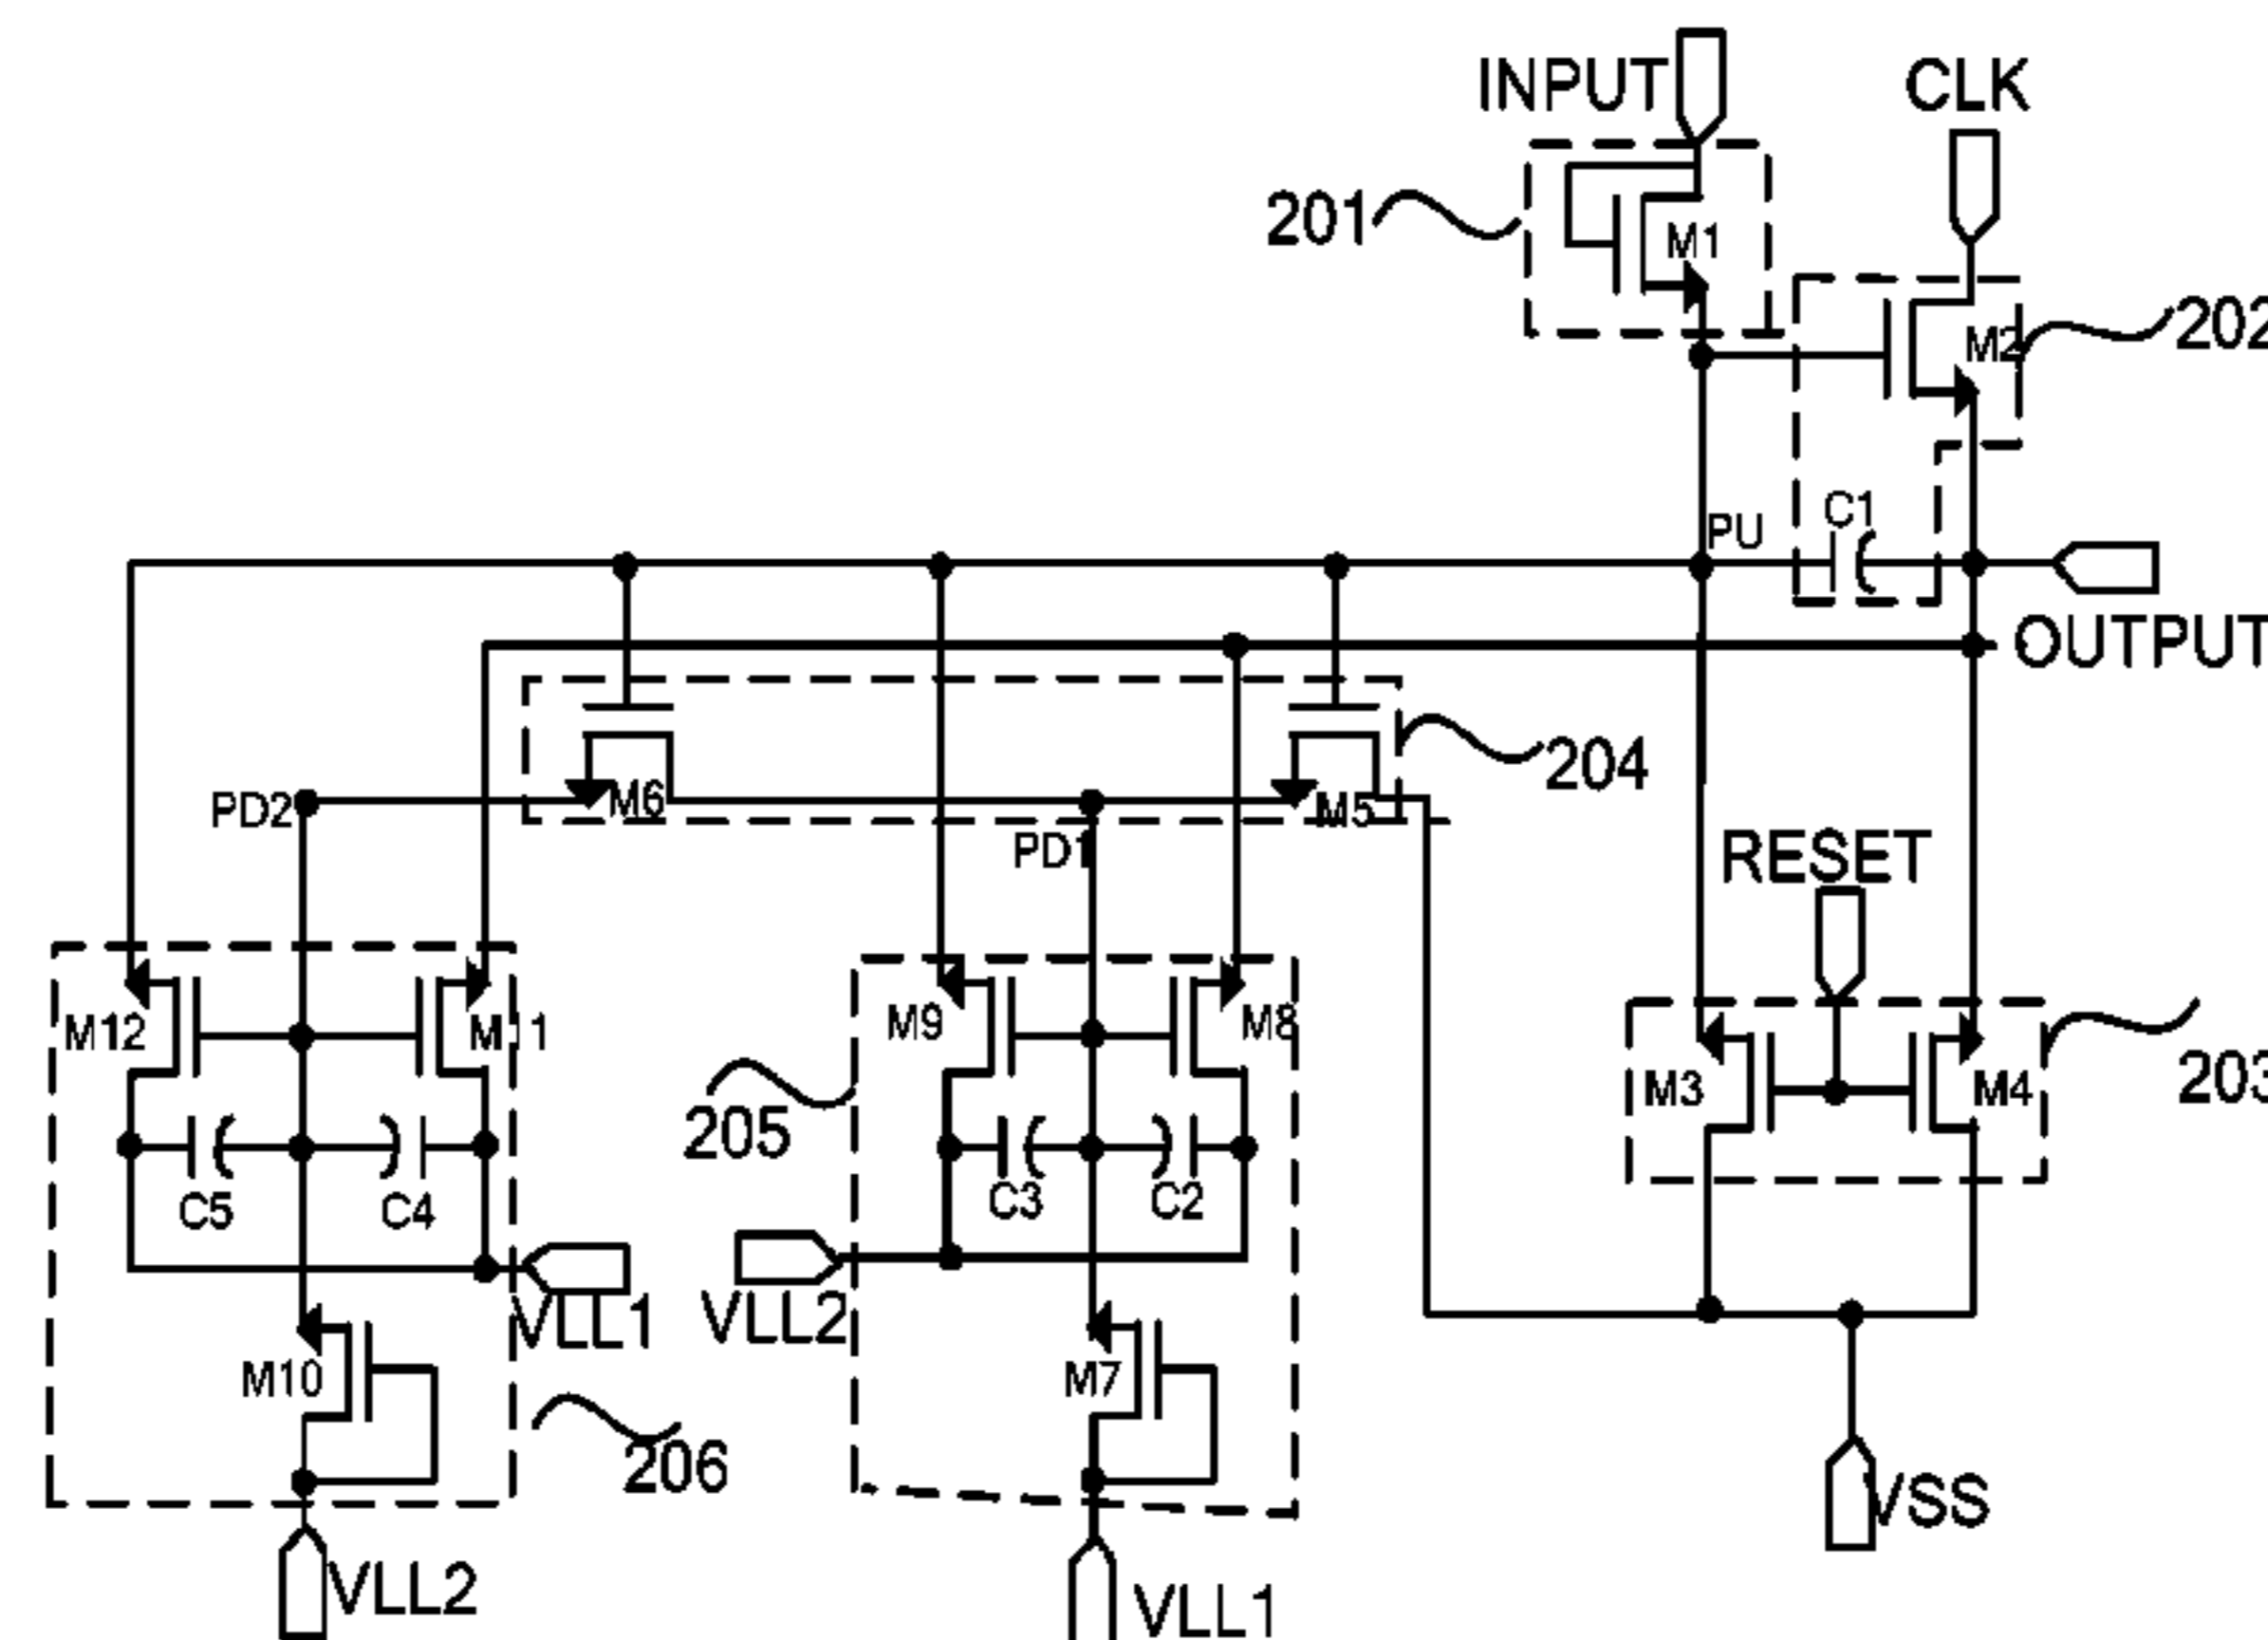 INPUT
CLK
201
M1
M2
202
C1
PU
OUTPUT
M6
204
PD2
M5
PD1
RESET
M12
M11
M9
M8
M3
M4
203
205
C5
C4
C3
C2
VLL1
VLL2
M10
M7
206
VSS
VLL2
VLL1